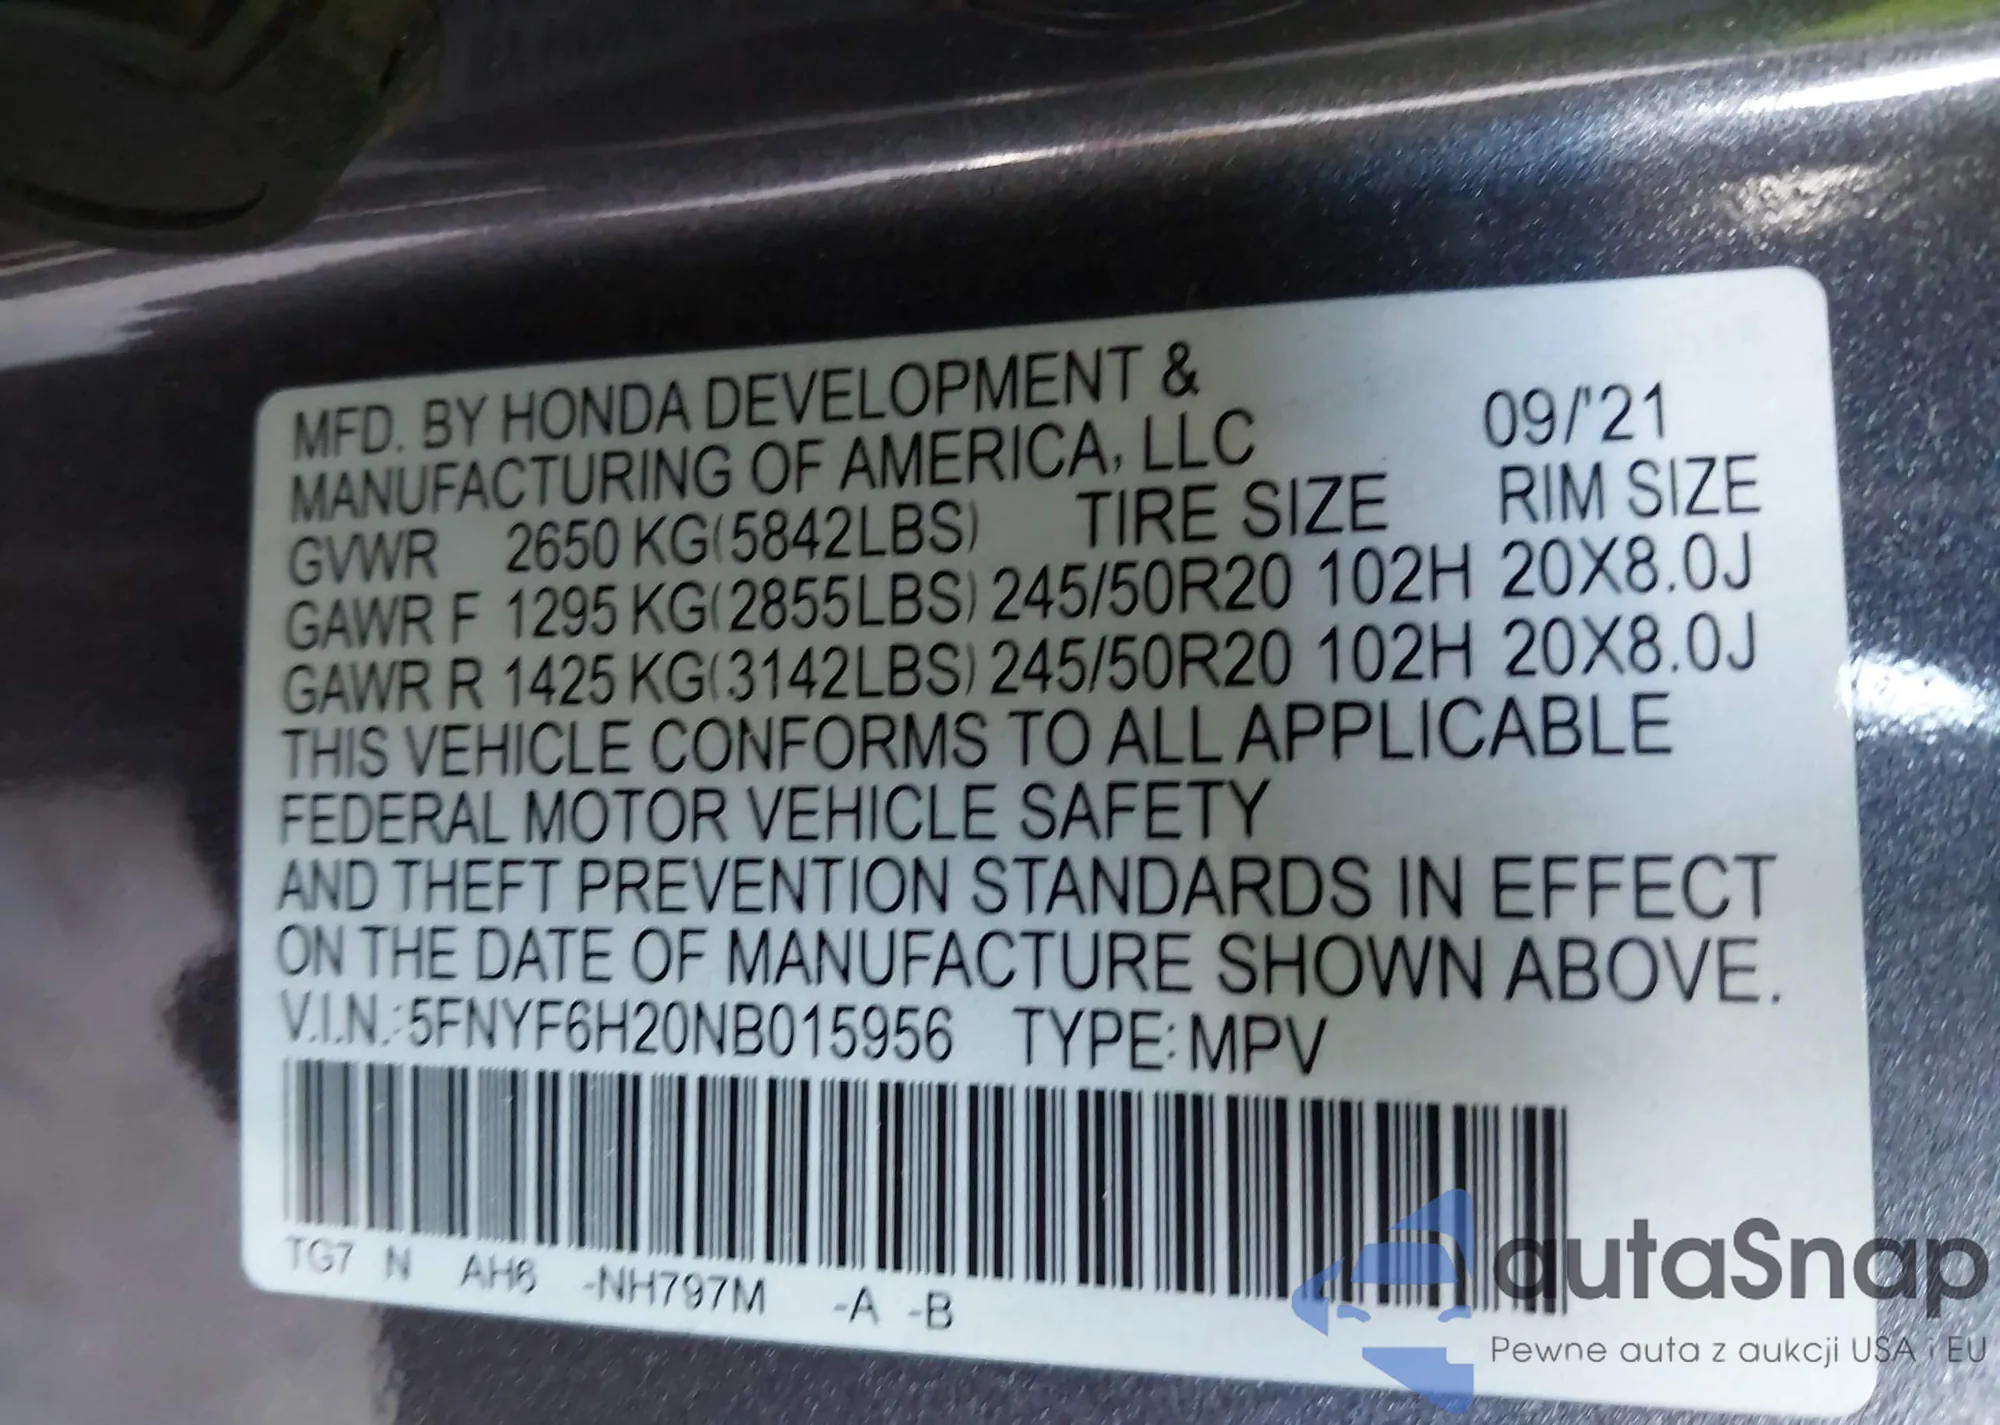 MFD. BY HONDA DEVELOPMENT &
MANUFACTURING OF AMERICA, LLC 09/'21
GVWR 2650 KG(5842LBS) TIRE SIZE RIM SIZE
GAWR F 1295 KG(2855LBS) 245/50R20 102H 20X8.0J
GAWR R 1425 KG(3142LBS) 245/50R20 102H 20X8.0J
THIS VEHICLE CONFORMS TO ALL APPLICABLE
FEDERAL MOTOR VEHICLE SAFETY
AND THEFT PREVENTION STANDARDS IN EFFECT
ON THE DATE OF MANUFACTURE SHOWN ABOVE.
V.I.N.:5FNYF6H20NB015956 TYPE:MPV
TG7 N AH6 -NH797M -A -B
autaSnap
Pewne auta z aukcji USA i EU